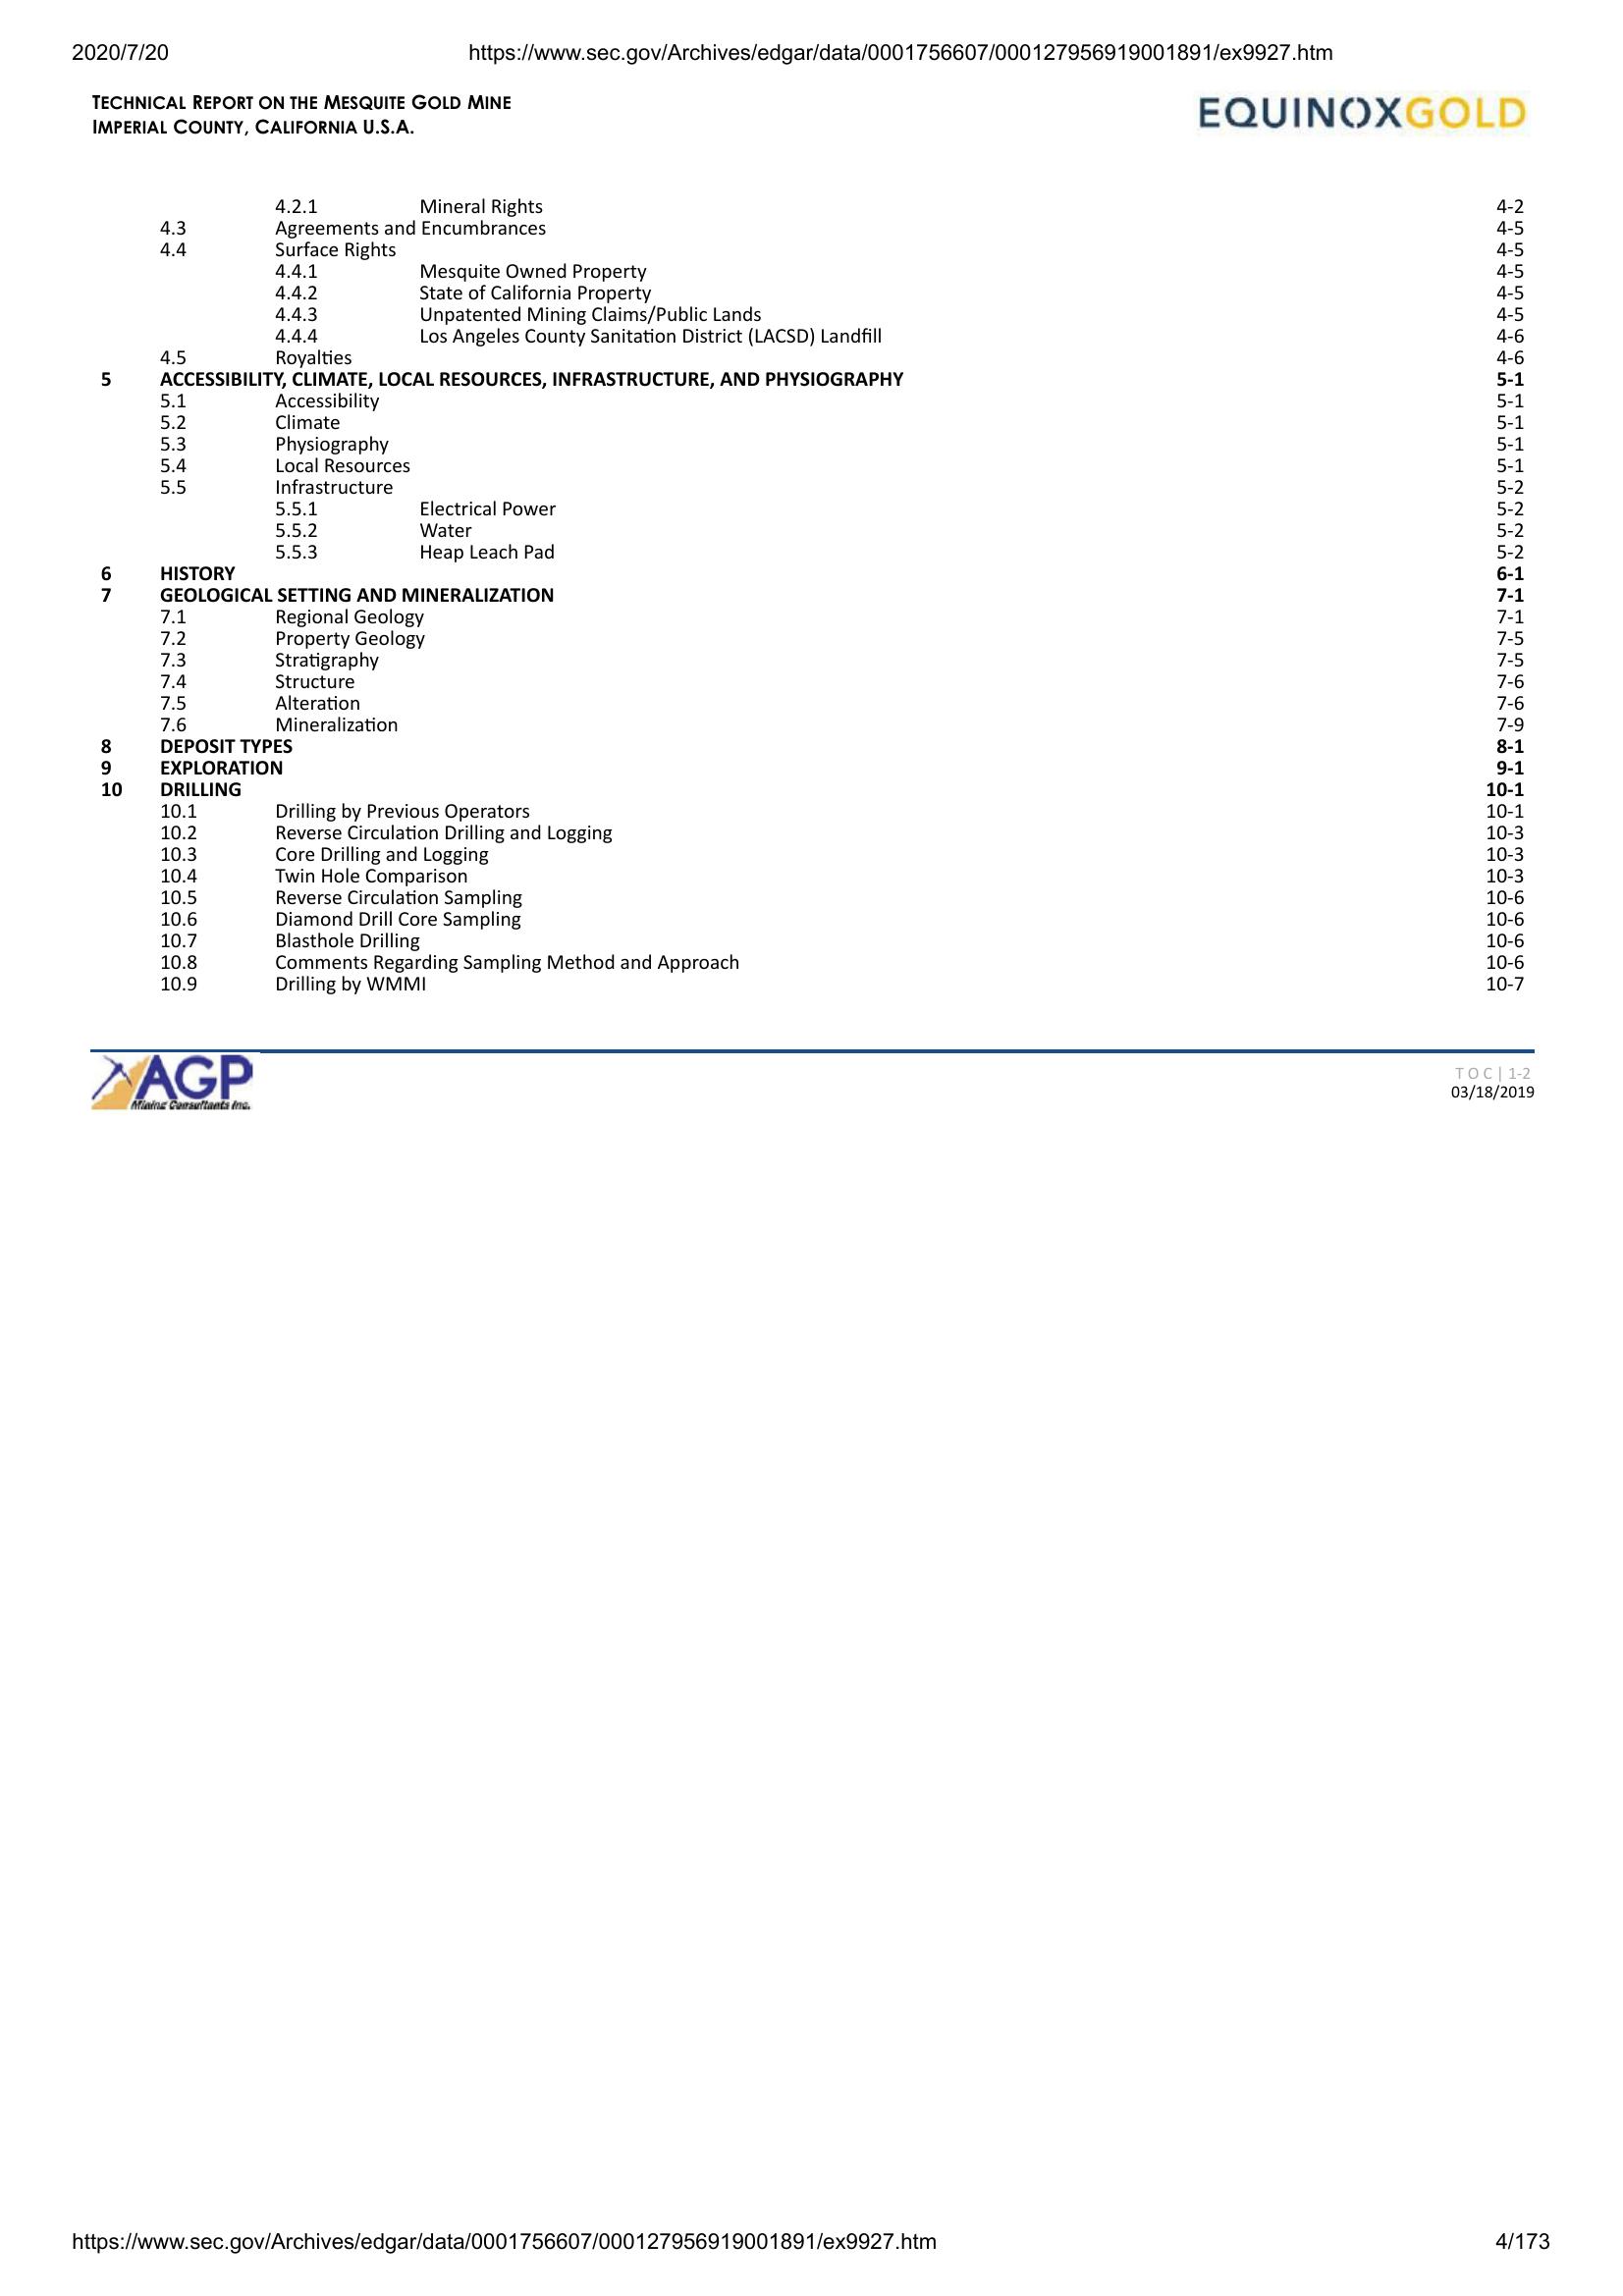 2020/7/20 https://www.sec.gov/Archives/edgar/data/0001756607/000127956919001891/ex9927.htm
TECHNICAL REPORT ON THE MESQUITE GOLD MINE
IMPERIAL COUNTY, CALIFORNIA U.S.A.
EQUINOXGOLD
4.2.1 Mineral Rights 4-2
4.3 Agreements and Encumbrances 4-5
4.4 Surface Rights 4-5
4.4.1 Mesquite Owned Property 4-5
4.4.2 State of California Property 4-5
4.4.3 Unpatented Mining Claims/Public Lands 4-5
4.4.4 Los Angeles County Sanitation District (LACSD) Landfill 4-6
4.5 Royalties 4-6
5 ACCESSIBILITY, CLIMATE, LOCAL RESOURCES, INFRASTRUCTURE, AND PHYSIOGRAPHY 5-1
5.1 Accessibility 5-1
5.2 Climate 5-1
5.3 Physiography 5-1
5.4 Local Resources 5-1
5.5 Infrastructure 5-2
5.5.1 Electrical Power 5-2
5.5.2 Water 5-2
5.5.3 Heap Leach Pad 5-2
6 HISTORY 6-1
7 GEOLOGICAL SETTING AND MINERALIZATION 7-1
7.1 Regional Geology 7-1
7.2 Property Geology 7-5
7.3 Stratigraphy 7-5
7.4 Structure 7-6
7.5 Alteration 7-6
7.6 Mineralization 7-9
8 DEPOSIT TYPES 8-1
9 EXPLORATION 9-1
10 DRILLING 10-1
10.1 Drilling by Previous Operators 10-1
10.2 Reverse Circulation Drilling and Logging 10-3
10.3 Core Drilling and Logging 10-3
10.4 Twin Hole Comparison 10-3
10.5 Reverse Circulation Sampling 10-6
10.6 Diamond Drill Core Sampling 10-6
10.7 Blasthole Drilling 10-6
10.8 Comments Regarding Sampling Method and Approach 10-6
10.9 Drilling by WMMI 10-7
AGP
Mining Consultants Inc.
TOC| 1-2
03/18/2019
https://www.sec.gov/Archives/edgar/data/0001756607/000127956919001891/ex9927.htm 4/173